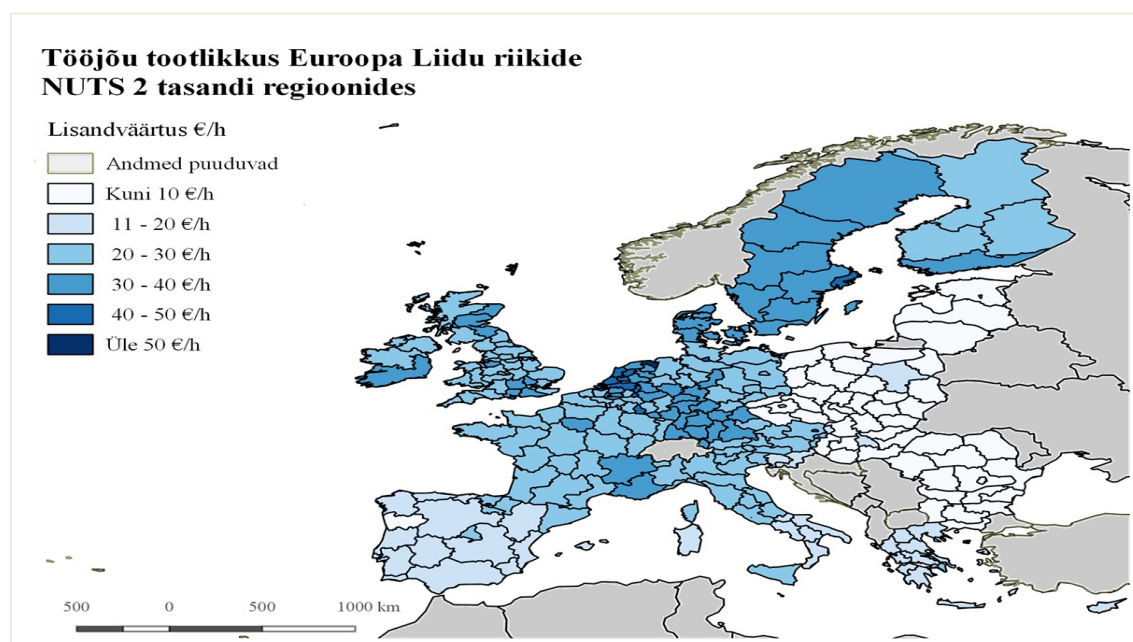 Tööjõu tootlikkus Euroopa Liidu riikide
NUTS 2 tasandi regioonides
Lisandväärtus €/h
Andmed puuduvad
Kuni 10 €/h
11 - 20 €/h
20 - 30 €/h
30 - 40 €/h
40 - 50 €/h
Üle 50 €/h
500 0 500 1000 km